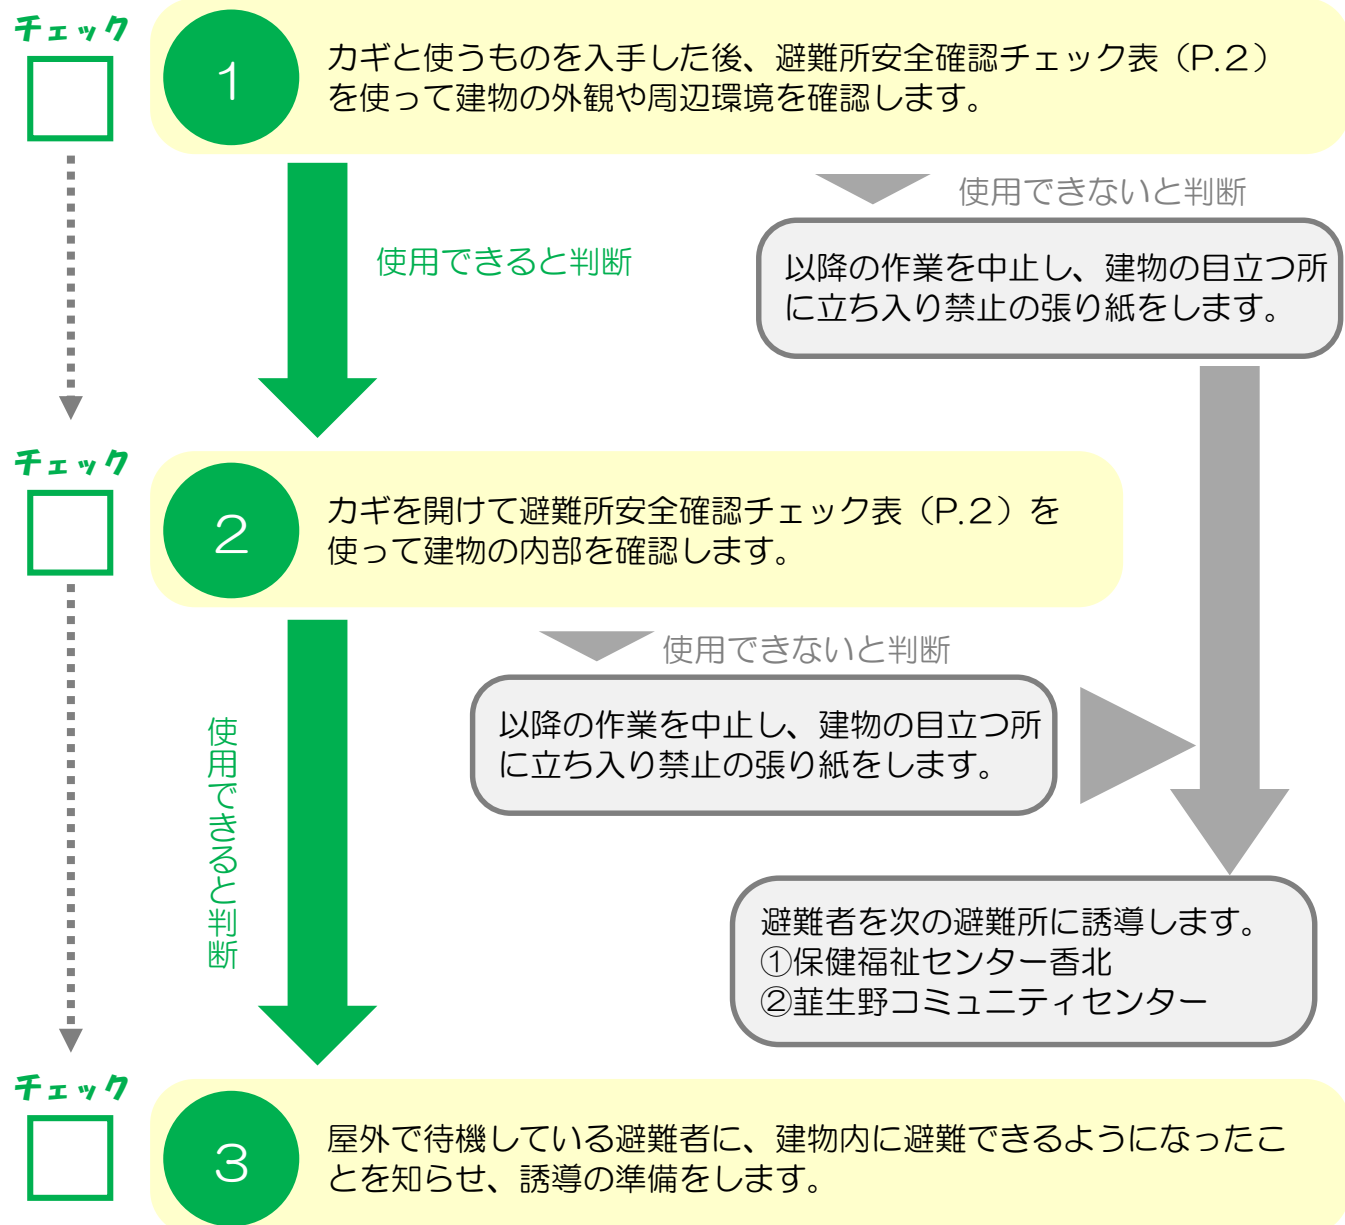 チェック
1
カギと使うものを入手した後、避難所安全確認チェック表（P.2）
を使って建物の外観や周辺環境を確認します。
使用できないと判断
使用できると判断
以降の作業を中止し、建物の目立つ所
に立ち入り禁止の張り紙をします。
チェック
2
カギを開けて避難所安全確認チェック表（P.2）を
使って建物の内部を確認します。
使用できないと判断
使用できると判断
以降の作業を中止し、建物の目立つ所
に立ち入り禁止の張り紙をします。
避難者を次の避難所に誘導します。
①保健福祉センター香北
②韮生野コミュニティセンター
チェック
3
屋外で待機している避難者に、建物内に避難できるようになったこ
とを知らせ、誘導の準備をします。